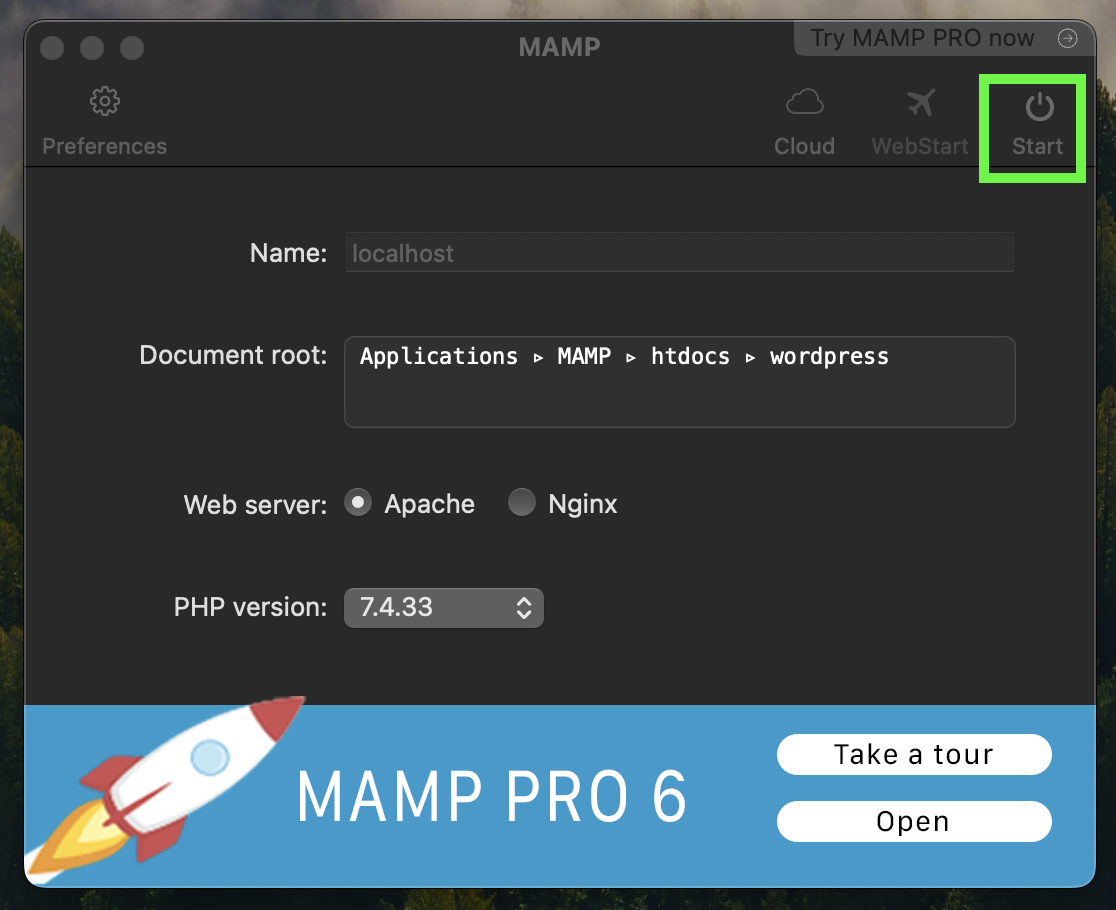 MAMP
Try MAMP PRO now
Preferences
Cloud
WebStart
Start
Name: localhost
Document root: Applications ▸ MAMP ▸ htdocs ▸ wordpress
Web server: Apache Nginx
PHP version: 7.4.33
MAMP PRO 6
Take a tour
Open